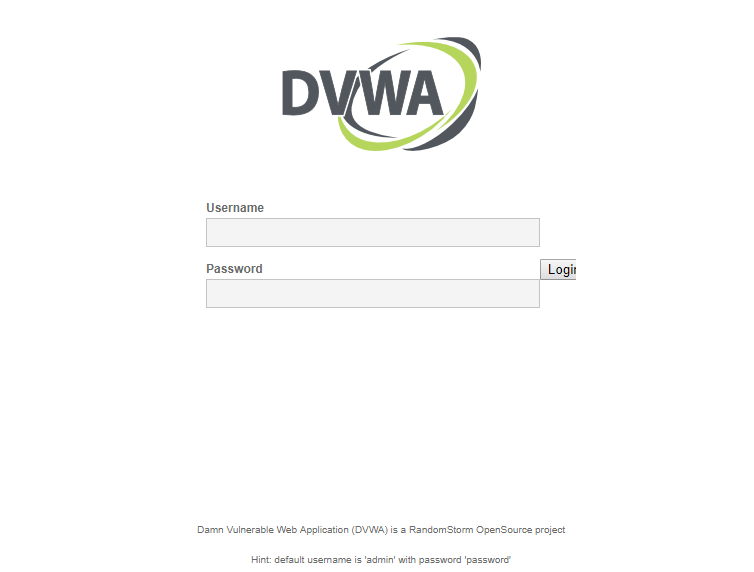 DVWA
Username
Password
Login
Damn Vulnerable Web Application (DVWA) is a RandomStorm OpenSource project
Hint: default username is 'admin' with password 'password'